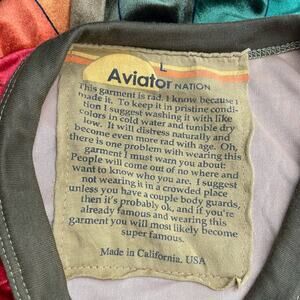 L
Aviator NATION
This garment is rad. I know because I
made it. To keep it in pristine condi-
tion I suggest washing it with like
colors in cold water and tumble dry
low. It will distress naturally and
become even more rad with age. Oh,
there is one problem with wearing this
garment I must warn you about:
People will come out of no where and
want to know who you are. I suggest
not wearing it in a crowded place
unless you have a couple body guards,
then it's probably ok, and if you're
already famous and wearing this
garment you will most likely become
super famous.
Made in California. USA